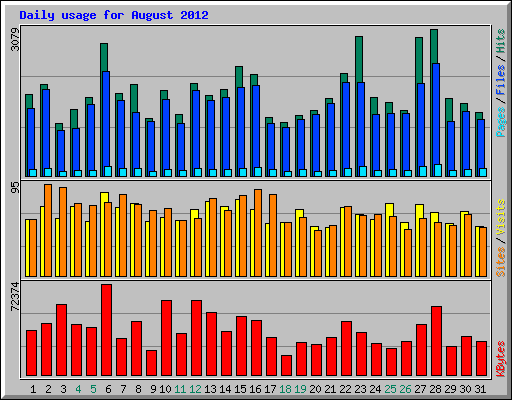 Daily usage for August 2012
3079
Pages / Files / Hits
95
Sites / Visits
72374
KBytes
1 2 3 4 5 6 7 8 9 10 11 12 13 14 15 16 17 18 19 20 21 22 23 24 25 26 27 28 29 30 31